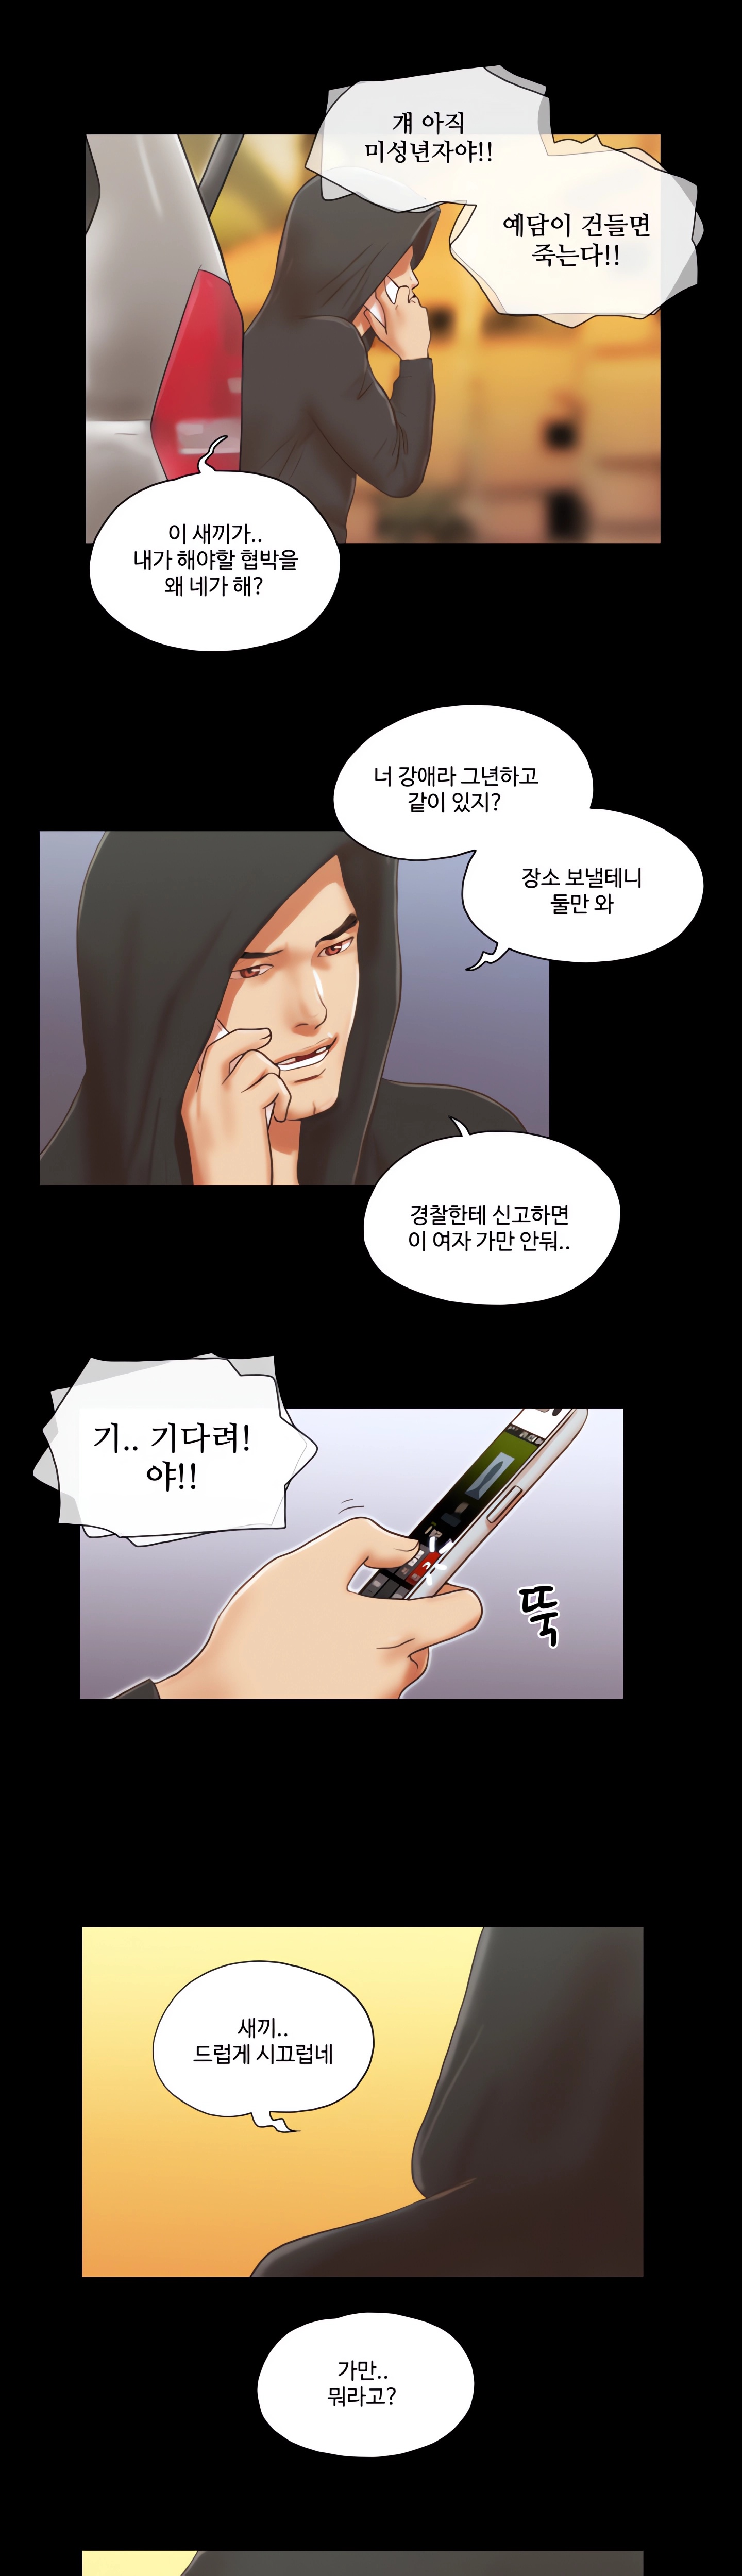 걔 아직
미성년자야!!
예담이 건들면
죽는다!!
이 새끼가..
내가 해야할 협박을
왜 네가 해?
너 강애라 그년하고
같이 있지?
장소 보낼테니
둘만 와
경찰한테 신고하면
이 여자 가만 안둬..
기.. 기다려!
야!!
뚝
새끼..
드럽게 시끄럽네
가만..
뭐라고?